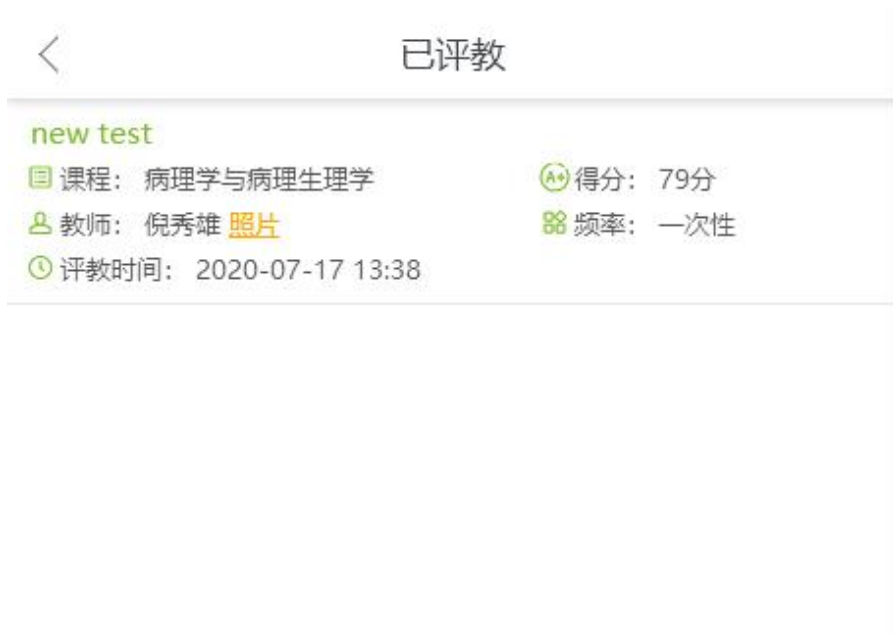 已评教
new test
课程： 病理学与病理生理学 得分： 79分
教师： 倪秀雄 照片 频率： 一次性
评教时间： 2020-07-17 13:38